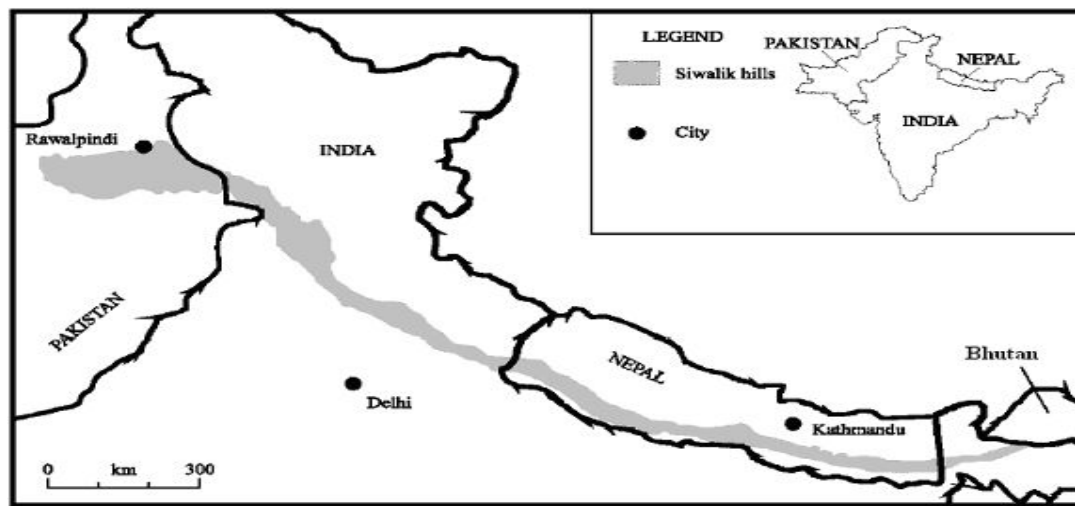 LEGEND
Siwalik hills
City
PAKISTAN
NEPAL
INDIA
Rawalpindi
INDIA
PAKISTAN
Delhi
NEPAL
Kathmandu
Bhutan
0 km 300